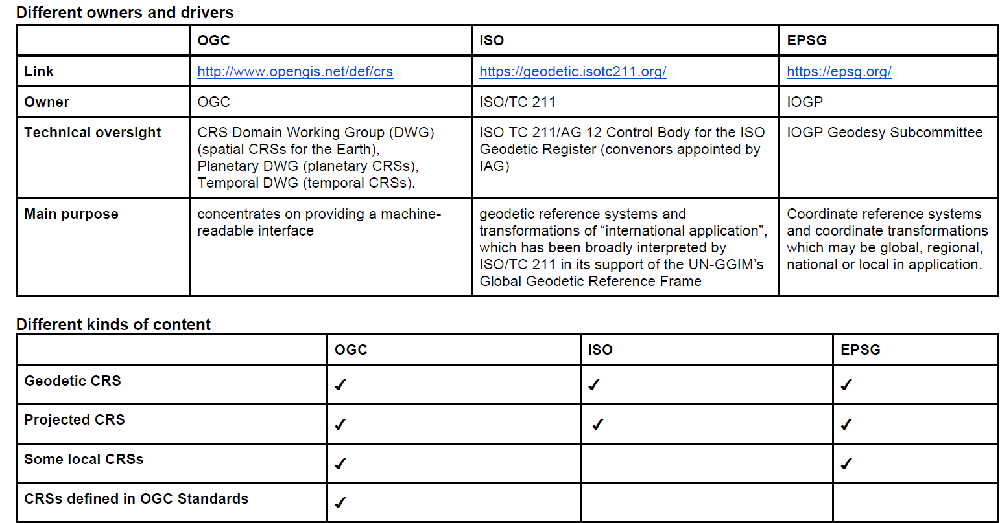 Different owners and drivers
OGC ISO EPSG
Link http://www.opengis.net/def/crs https://geodetic.isotc211.org/ https://epsg.org/
Owner OGC ISO/TC 211 IOGP
Technical oversight
CRS Domain Working Group (DWG)
(spatial CRSs for the Earth),
Planetary DWG (planetary CRSs),
Temporal DWG (temporal CRSs).
ISO TC 211/AG 12 Control Body for the ISO
Geodetic Register (convenors appointed by
IAG)
IOGP Geodesy Subcommittee
Main purpose
concentrates on providing a machine-
readable interface
geodetic reference systems and
transformations of “international application”,
which has been broadly interpreted by
ISO/TC 211 in its support of the UN-GGIM’s
Global Geodetic Reference Frame
Coordinate reference systems
and coordinate transformations
which may be global, regional,
national or local in application.
Different kinds of content
OGC ISO EPSG
Geodetic CRS ✓ ✓ ✓
Projected CRS ✓ ✓ ✓
Some local CRSs ✓ ✓
CRSs defined in OGC Standards ✓